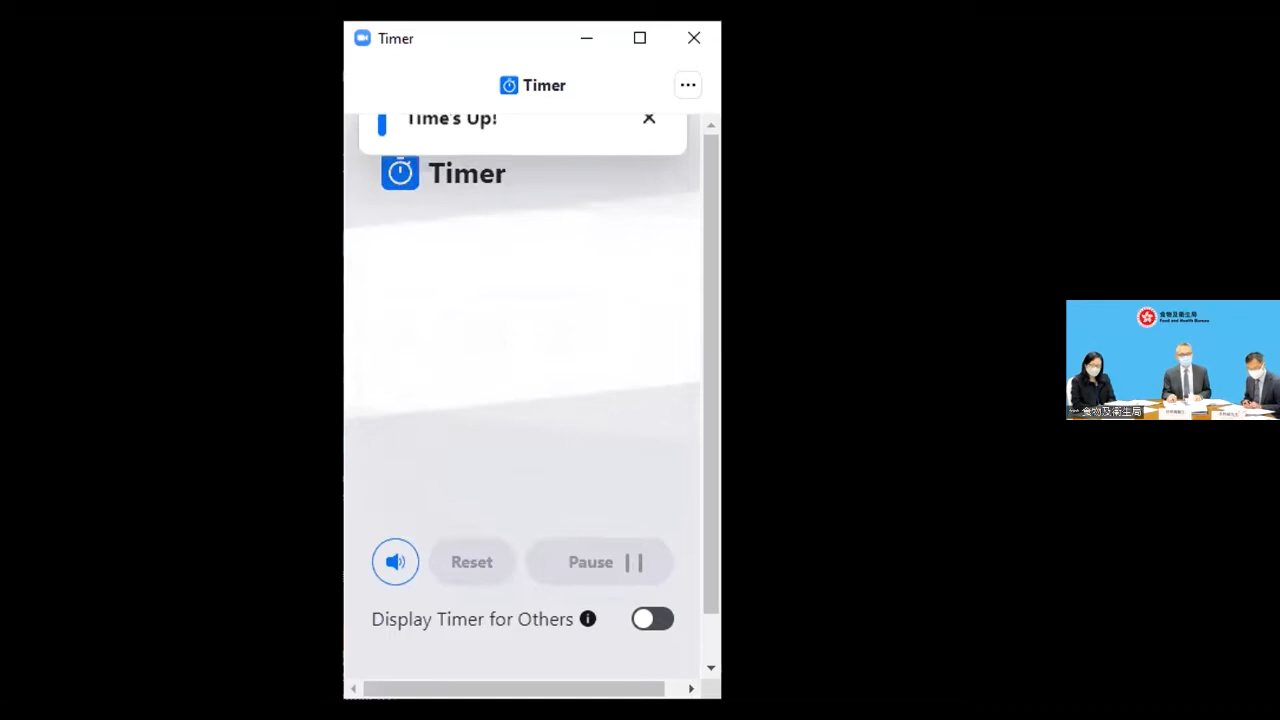 Timer
Timer
Time's Up!
Timer
Reset
Pause
Display Timer for Others
食物及衞生局
Food and Health Bureau
食物及衞生局